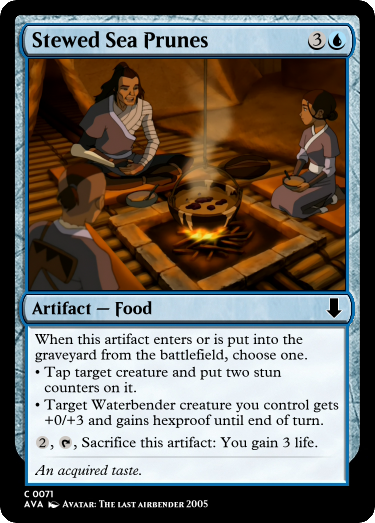 Stewed Sea Prunes 3
Artifact — Food
When this artifact enters or is put into the
graveyard from the battlefield, choose one.
• Tap target creature and put two stun
counters on it.
• Target Waterbender creature you control gets
+0/+3 and gains hexproof until end of turn.
2, , Sacrifice this artifact: You gain 3 life.
An acquired taste.
C 0071
AVA Avatar: The last airbender 2005